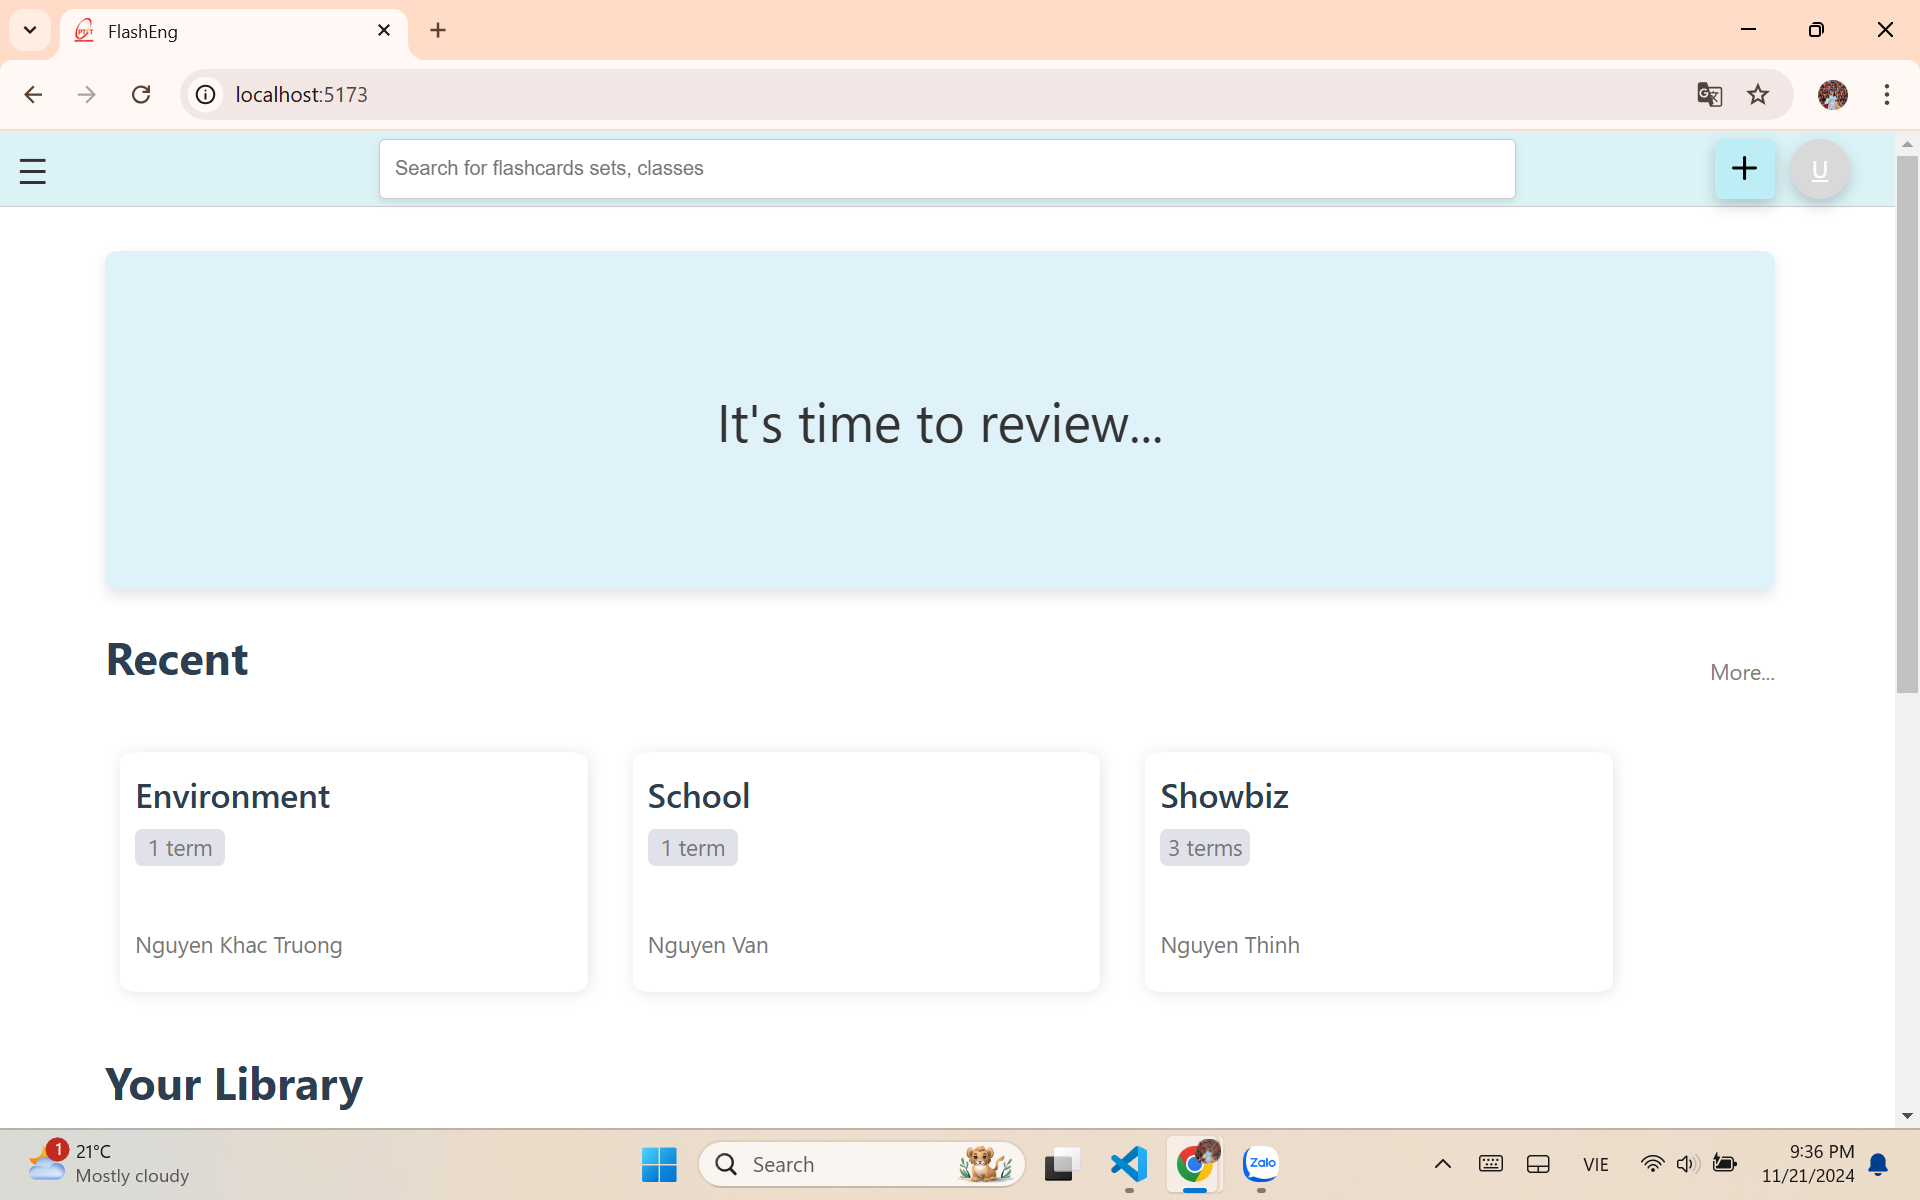 FlashEng
localhost:5173
Search for flashcards sets, classes
U
It's time to review...
Recent
More...
Environment
1 term
Nguyen Khac Truong
School
1 term
Nguyen Van
Showbiz
3 terms
Nguyen Thinh
Your Library
1
21°C
Mostly cloudy
Search
Zalo
VIE
9:36 PM
11/21/2024